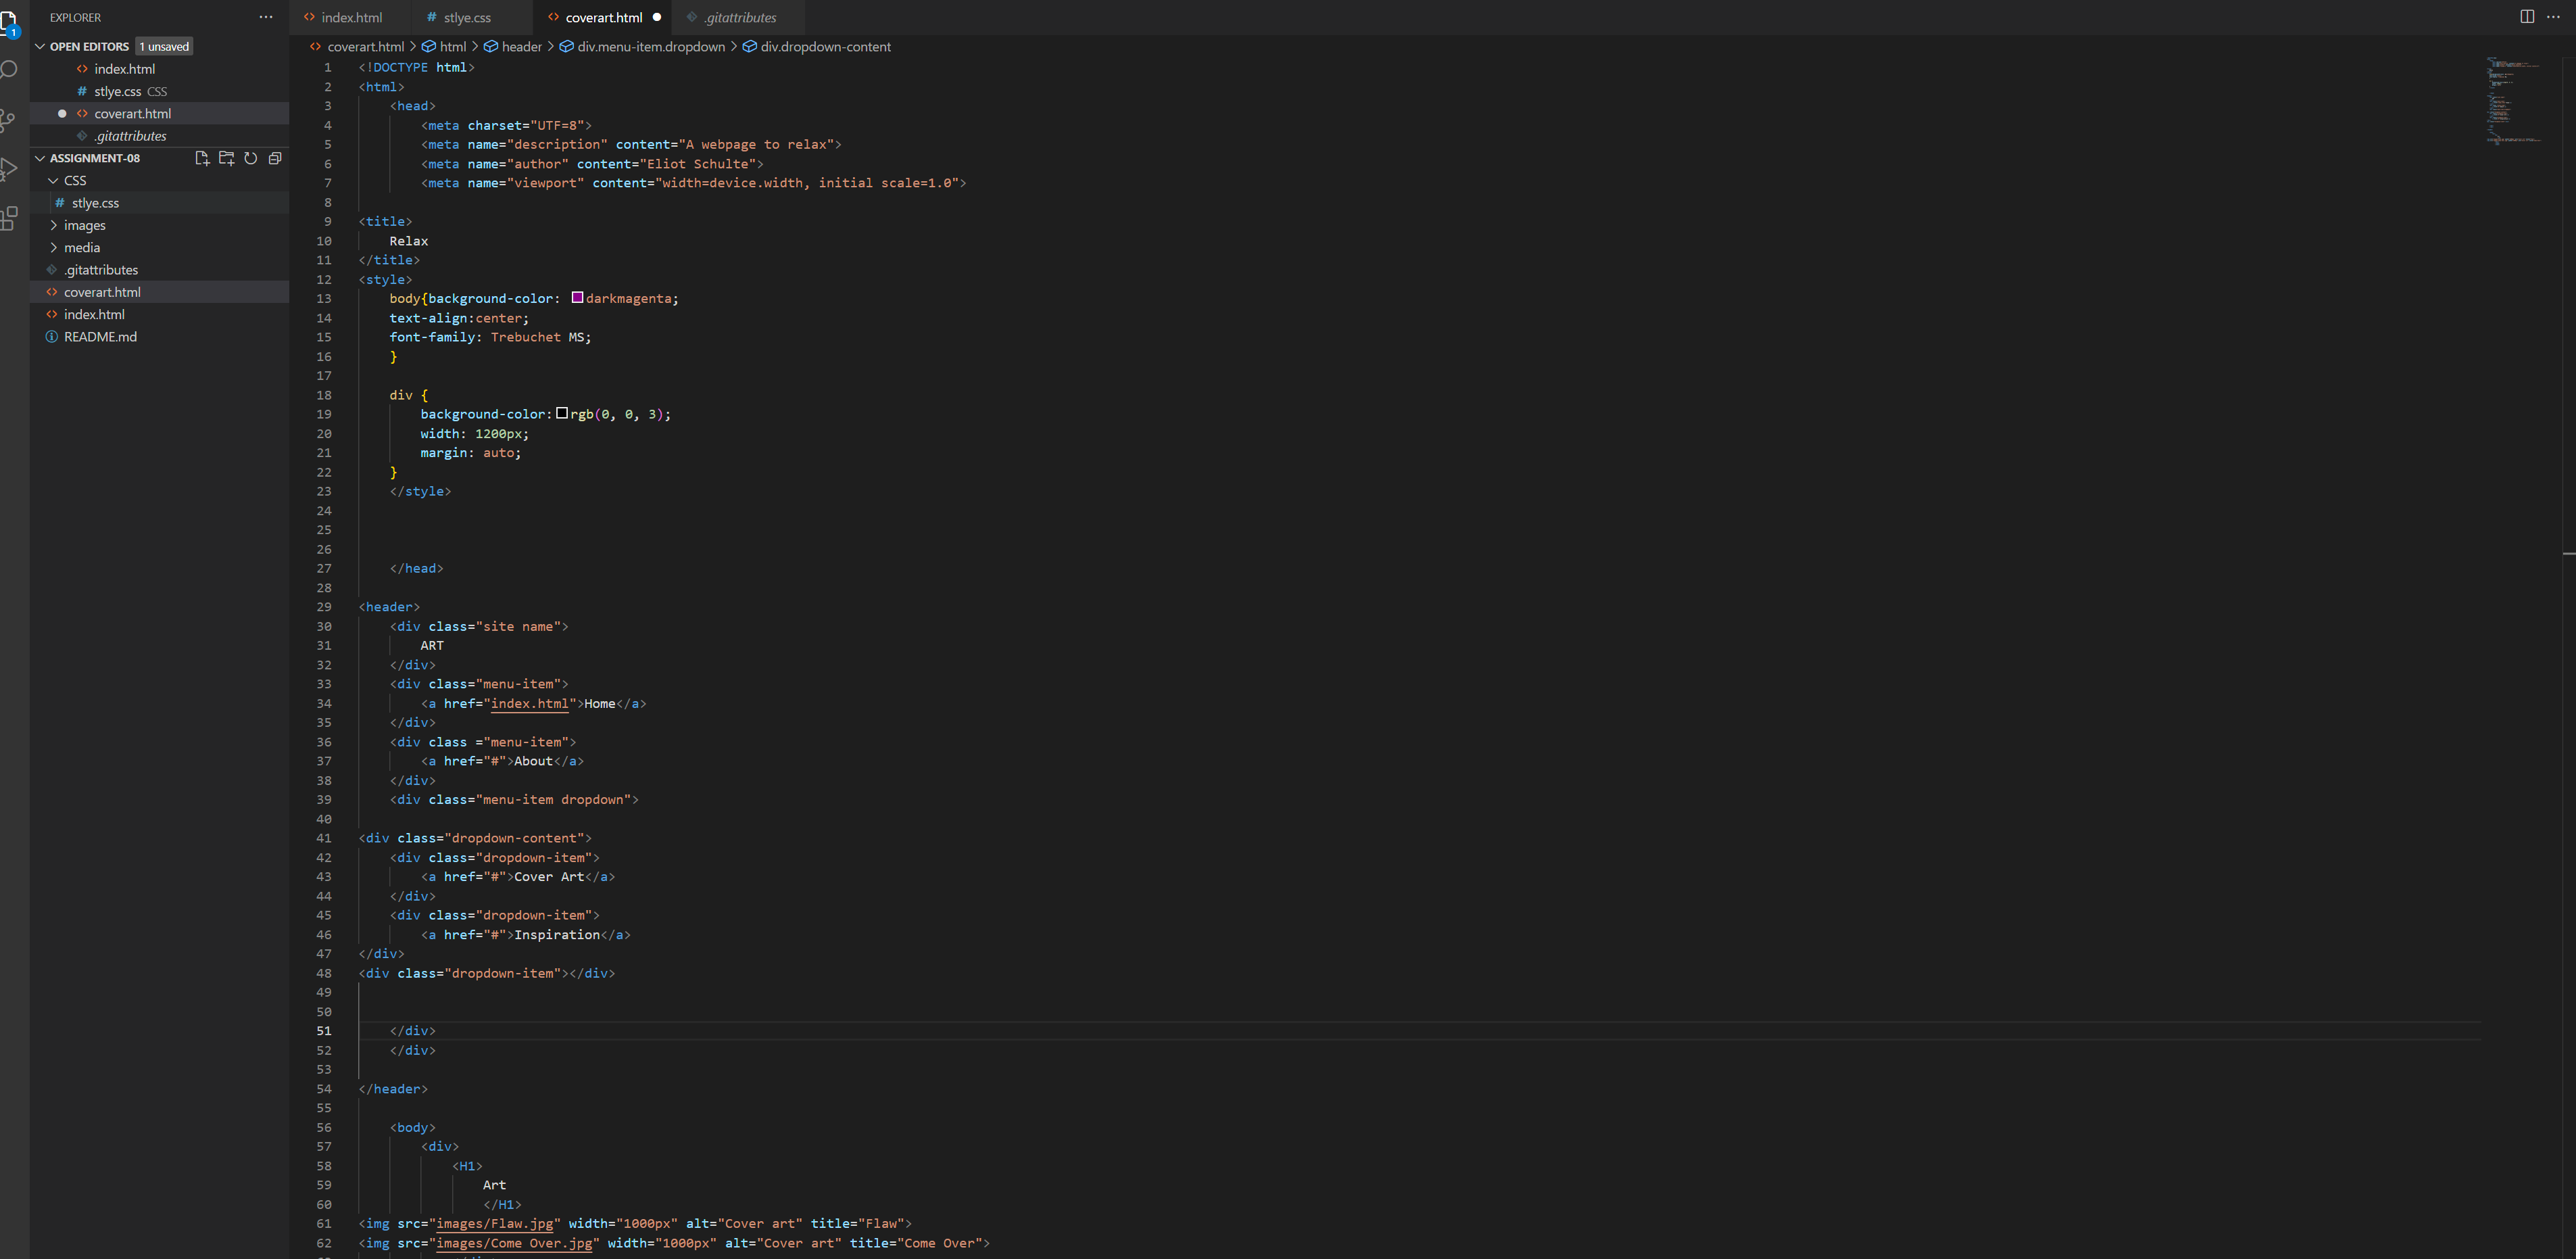 EXPLORER
OPEN EDITORS 1 unsaved
index.html
stlye.css CSS
coverart.html
.gitattributes
ASSIGNMENT-08
CSS
stlye.css
images
media
.gitattributes
coverart.html
index.html
README.md
1
index.html stlye.css coverart.html .gitattributes
coverart.html > html > header > div.menu-item.dropdown > div.dropdown-content
1 <!DOCTYPE html>
2 <html>
3 <head>
4 <meta charset="UTF=8">
5 <meta name="description" content="A webpage to relax">
6 <meta name="author" content="Eliot Schulte">
7 <meta name="viewport" content="width=device.width, initial scale=1.0">
8
9 <title>
10 Relax
11 </title>
12 <style>
13 body{background-color: darkmagenta;
14 text-align:center;
15 font-family: Trebuchet MS;
16 }
17
18 div {
19 background-color: rgb(0, 0, 3);
20 width: 1200px;
21 margin: auto;
22 }
23 </style>
24
25
26
27 </head>
28
29 <header>
30 <div class="site name">
31 ART
32 </div>
33 <div class="menu-item">
34 <a href="index.html">Home</a>
35 </div>
36 <div class ="menu-item">
37 <a href="#">About</a>
38 </div>
39 <div class="menu-item dropdown">
40
41 <div class="dropdown-content">
42 <div class="dropdown-item">
43 <a href="#">Cover Art</a>
44 </div>
45 <div class="dropdown-item">
46 <a href="#">Inspiration</a>
47 </div>
48 <div class="dropdown-item"></div>
49
50
51 </div>
52 </div>
53
54 </header>
55
56 <body>
57 <div>
58 <H1>
59 Art
60 </H1>
61 <img src="images/Flaw.jpg" width="1000px" alt="Cover art" title="Flaw">
62 <img src="images/Come Over.jpg" width="1000px" alt="Cover art" title="Come Over">